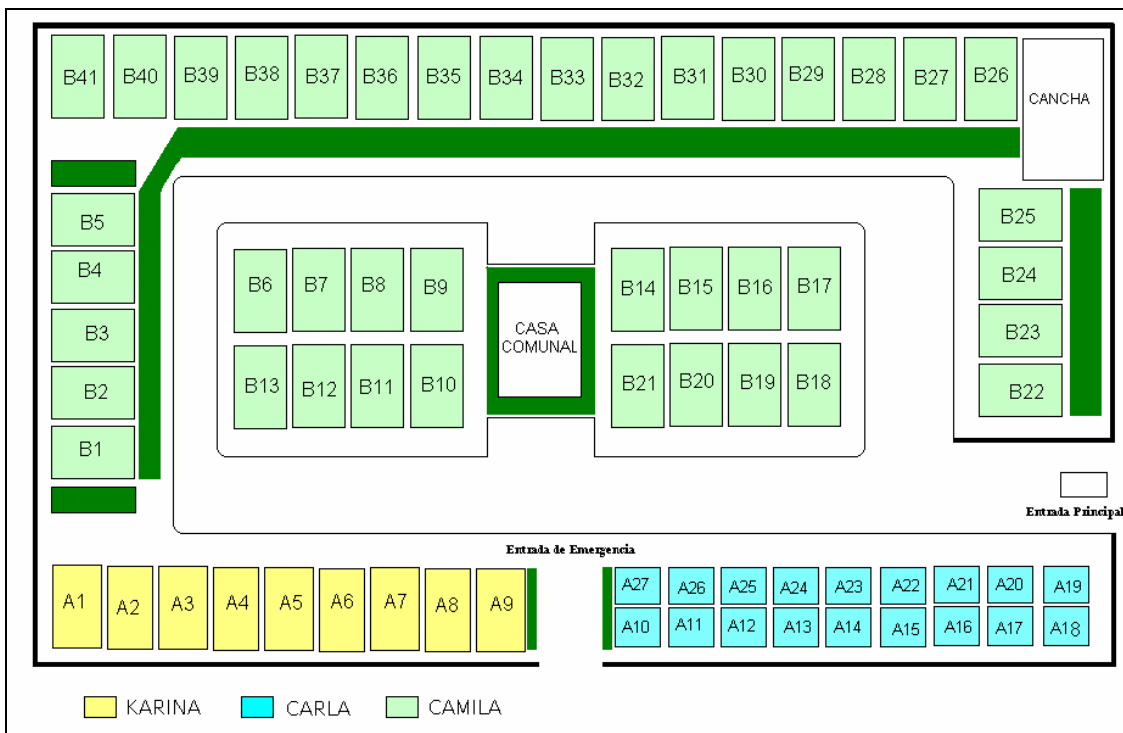 B41 B40 B39 B38 B37 B36 B35 B34 B33 B32 B31 B30 B29 B28 B27 B26
CANCHA
B5
B4
B3
B2
B1
B6 B7 B8 B9
B13 B12 B11 B10
CASA
COMUNAL
B14 B15 B16 B17
B21 B20 B19 B18
B25
B24
B23
B22
Entrada Principal
Entrada de Emergencia
A1 A2 A3 A4 A5 A6 A7 A8 A9
A27 A26 A25 A24 A23 A22 A21 A20 A19
A10 A11 A12 A13 A14 A15 A16 A17 A18
KARINA CARLA CAMILA